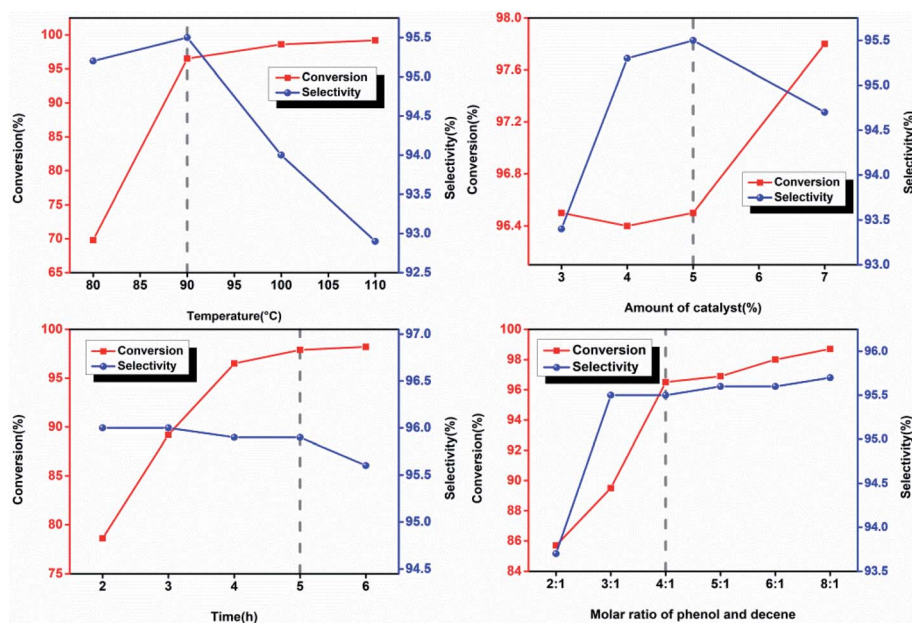 100
95
90
85
80
75
70
65
Conversion(%)
80 85 90 95 100 105 110
Temperature(°C)
95.5
95.0
94.5
94.0
93.5
93.0
92.5
Selectivity(%)
Conversion
Selectivity
98.0
97.6
97.2
96.8
96.4
Conversion(%)
3 4 5 6 7
Amount of catalyst(%)
95.5
95.0
94.5
94.0
93.5
93.0
Selectivity(%)
Conversion
Selectivity
100
95
90
85
80
75
Conversion(%)
2 3 4 5 6
Time(h)
97.0
96.5
96.0
95.5
95.0
94.5
Selectivity(%)
Conversion
Selectivity
100
98
96
94
92
90
88
86
84
Conversion(%)
2:1 3:1 4:1 5:1 6:1 8:1
Molar ratio of phenol and decene
96.0
95.5
95.0
94.5
94.0
93.5
Selectivity(%)
Conversion
Selectivity